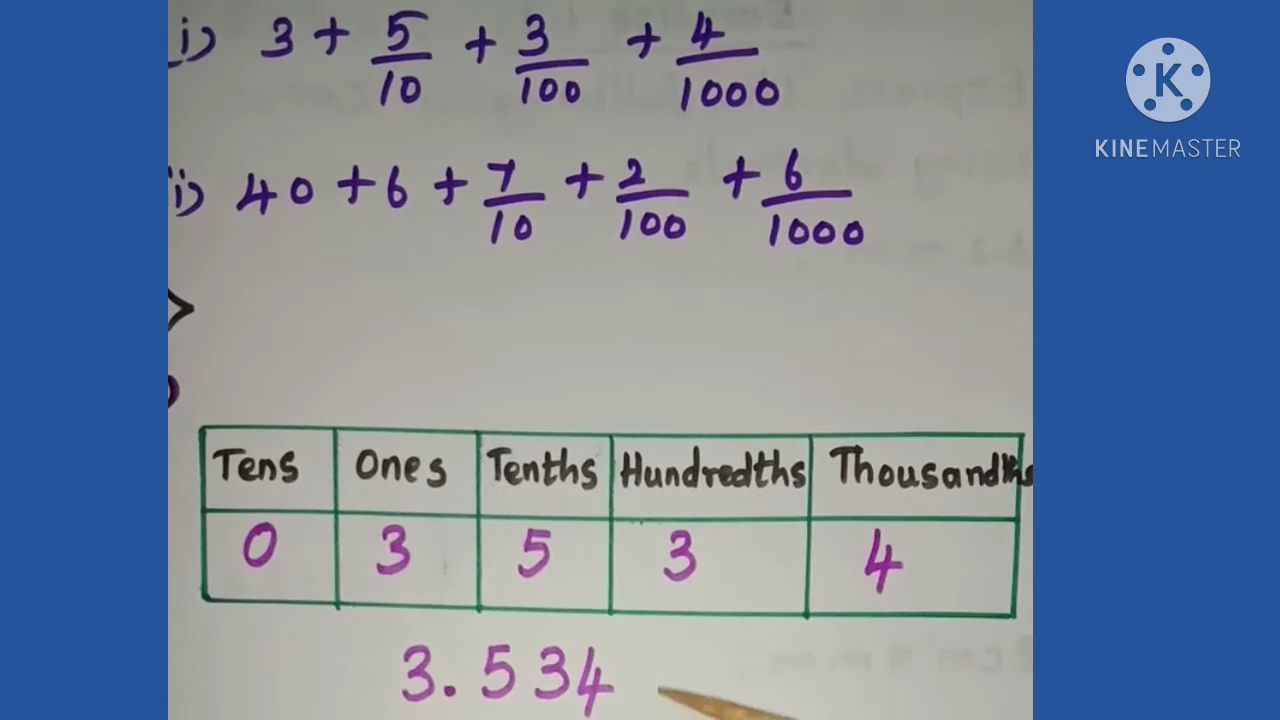 i) 3 + 5/10 + 3/100 + 4/1000
ii) 40 + 6 + 7/10 + 2/100 + 6/1000
Tens Ones Tenths Hundredths Thousandths
0 3 5 3 4
3.534
K
KINEMASTER